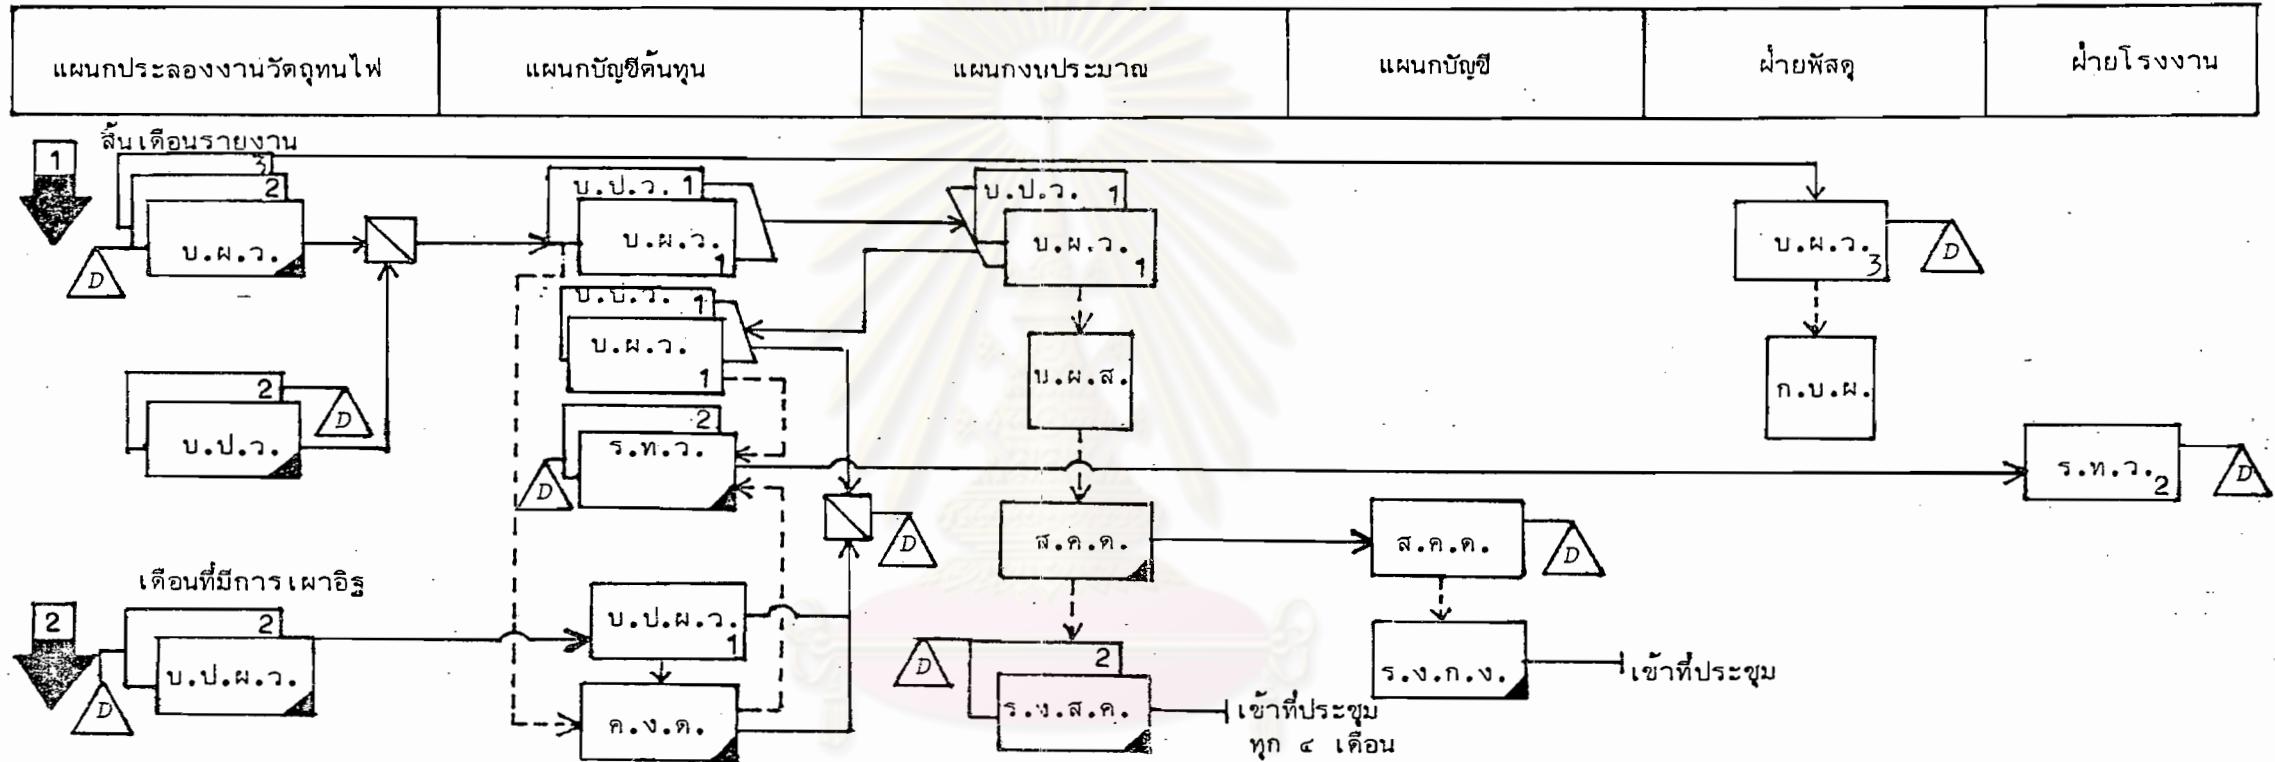 แผนกประลองงานวัตถุทนไฟ
แผนกบัญชีต้นทุน
แผนกงบประมาณ
แผนกบัญชี
ฝ่ายพัสดุ
ฝ่ายโรงงาน
1
สิ้นเดือนรายงาน
3
2
บ.ผ.ว.
D
บ.ป.ว. 1
บ.ผ.ว.
1
บ.ป.ว. 1
บ.ผ.ว.
1
บ.ผ.ว.
3
D
บ.ป.ว. 1
บ.ผ.ว.
1
บ.ผ.ส.
ก.บ.ผ.
2
D
บ.ป.ว.
2
ร.ท.ว.
D
ร.ท.ว.
2
D
D
ส.ค.ด.
ส.ค.ด.
D
เดือนที่มีการเผาอิฐ
2
2
บ.ป.ผ.ว.
D
บ.ป.ผ.ว.
1
ค.ง.ด.
D
2
ร.ง.ส.ค.
เข้าที่ประชุม
ทุก ๔ เดือน
ร.ง.ก.ง.
เข้าที่ประชุม